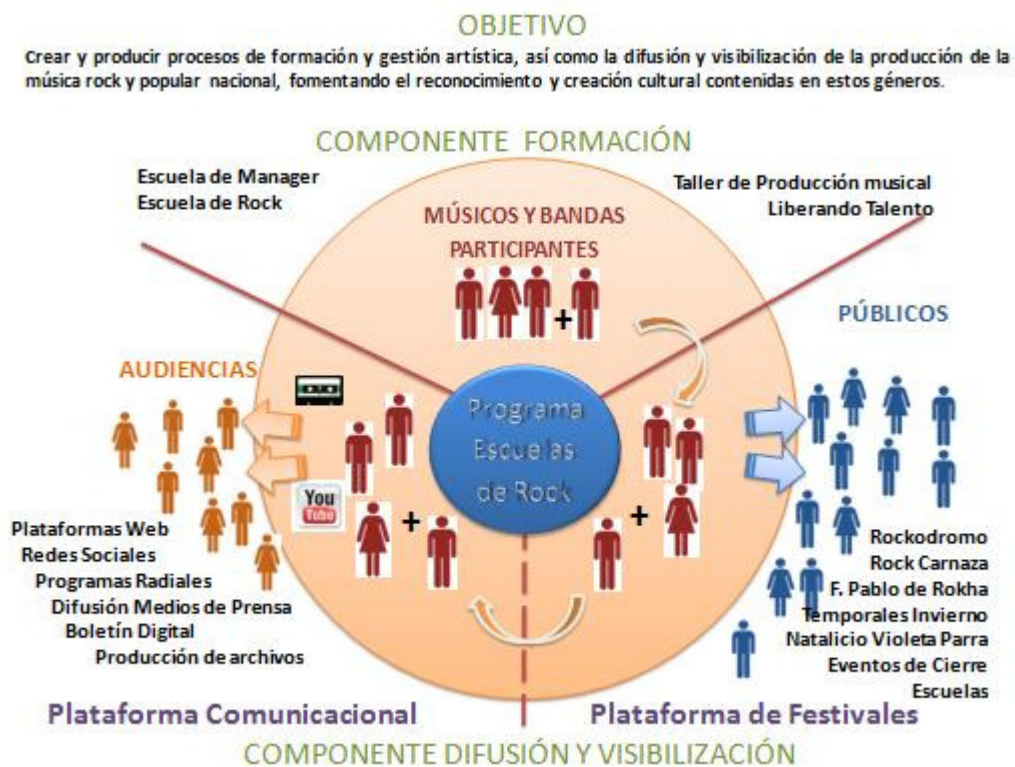 OBJETIVO
Crear y producir procesos de formación y gestión artística, así como la difusión y visibilización de la producción de la
música rock y popular nacional, fomentando el reconocimiento y creación cultural contenidas en estos géneros.
COMPONENTE FORMACIÓN
Escuela de Manager
Escuela de Rock
Taller de Producción musical
Liberando Talento
MÚSICOS Y BANDAS
PARTICIPANTES
+
PÚBLICOS
AUDIENCIAS
Programa
Escuelas
de Rock
You
Tube
+
+
Plataformas Web
Redes Sociales
Programas Radiales
Difusión Medios de Prensa
Boletín Digital
Producción de archivos
Rockodromo
Rock Carnaza
F. Pablo de Rokha
Temporales Invierno
Natalicio Violeta Parra
Eventos de Cierre
Escuelas
Plataforma Comunicacional
Plataforma de Festivales
COMPONENTE DIFUSIÓN Y VISIBILIZACIÓN